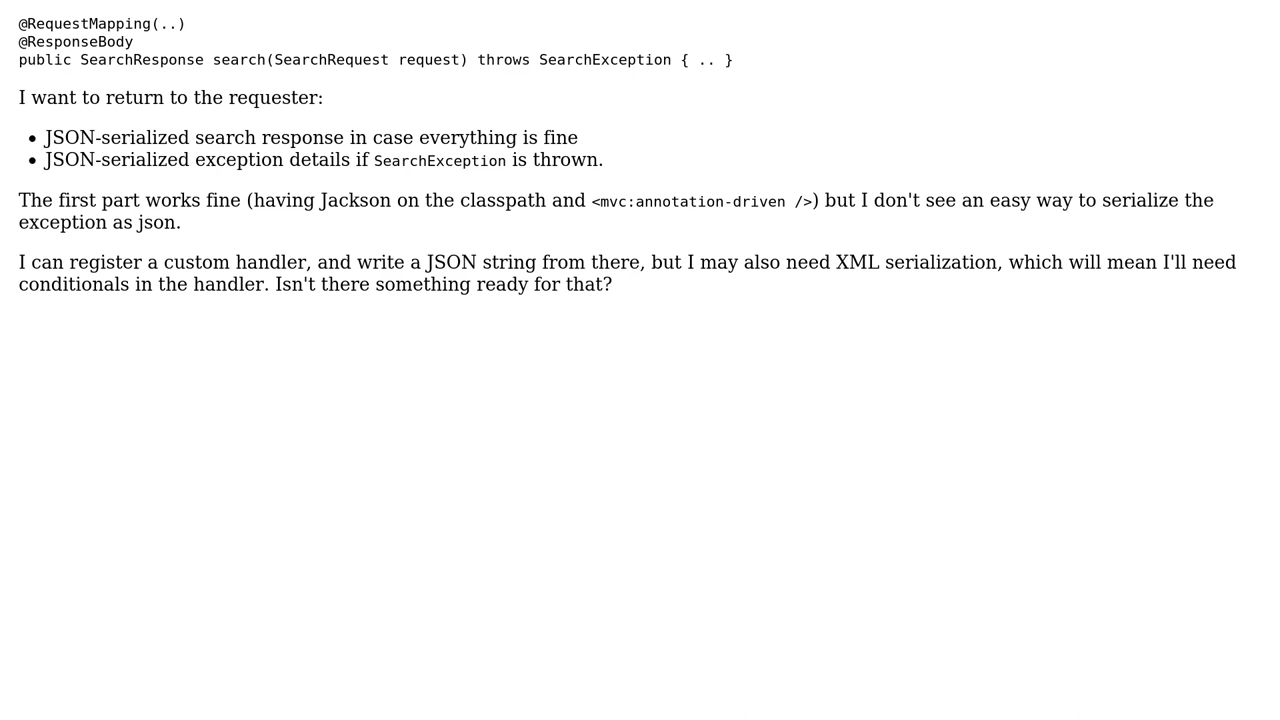 @RequestMapping(..)
@ResponseBody
public SearchResponse search(SearchRequest request) throws SearchException { .. }
I want to return to the requester:
• JSON-serialized search response in case everything is fine
• JSON-serialized exception details if SearchException is thrown.
The first part works fine (having Jackson on the classpath and <mvc:annotation-driven />) but I don't see an easy way to serialize the
exception as json.
I can register a custom handler, and write a JSON string from there, but I may also need XML serialization, which will mean I'll need
conditionals in the handler. Isn't there something ready for that?